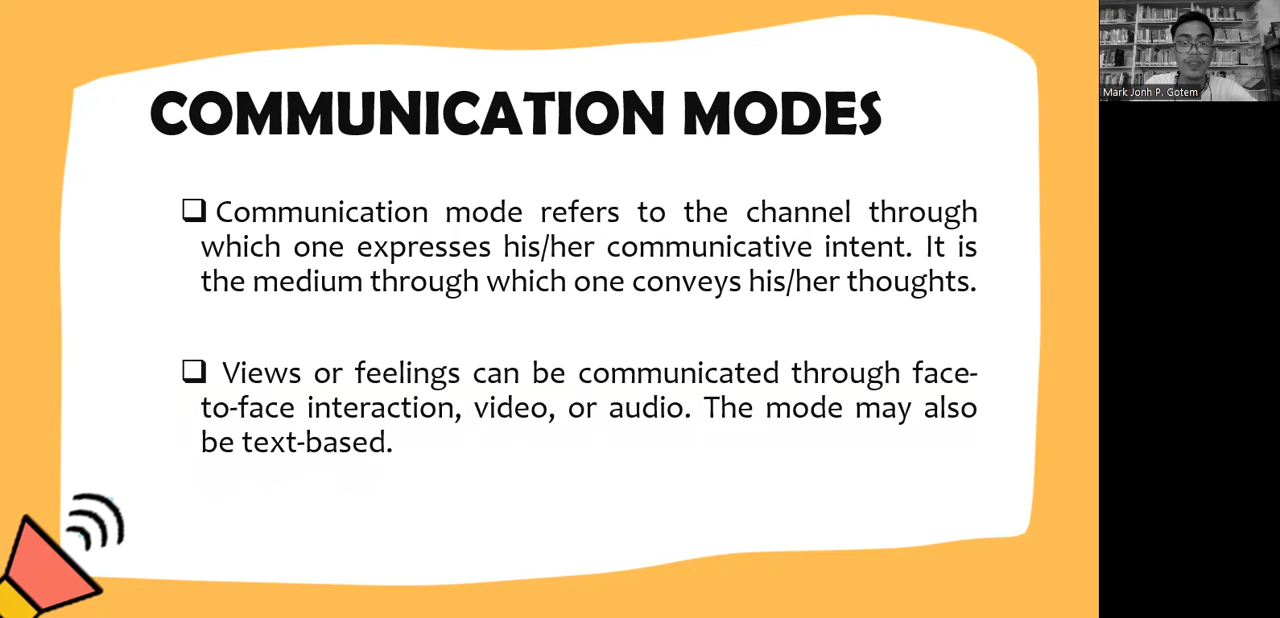 COMMUNICATION MODES
Communication mode refers to the channel through
which one expresses his/her communicative intent. It is
the medium through which one conveys his/her thoughts.
Views or feelings can be communicated through face-
to-face interaction, video, or audio. The mode may also
be text-based.
Mark Jonh P. Gotem